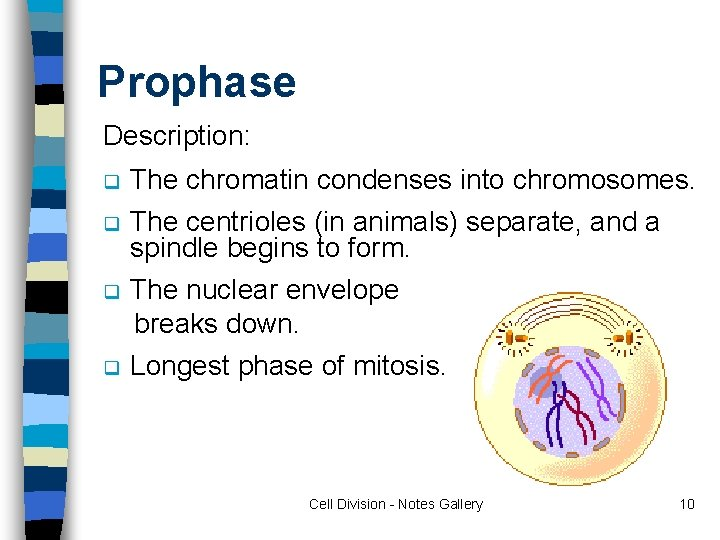 Prophase
Description:
❑ The chromatin condenses into chromosomes.
❑ The centrioles (in animals) separate, and a
spindle begins to form.
❑ The nuclear envelope
breaks down.
❑ Longest phase of mitosis.
Cell Division - Notes Gallery 10